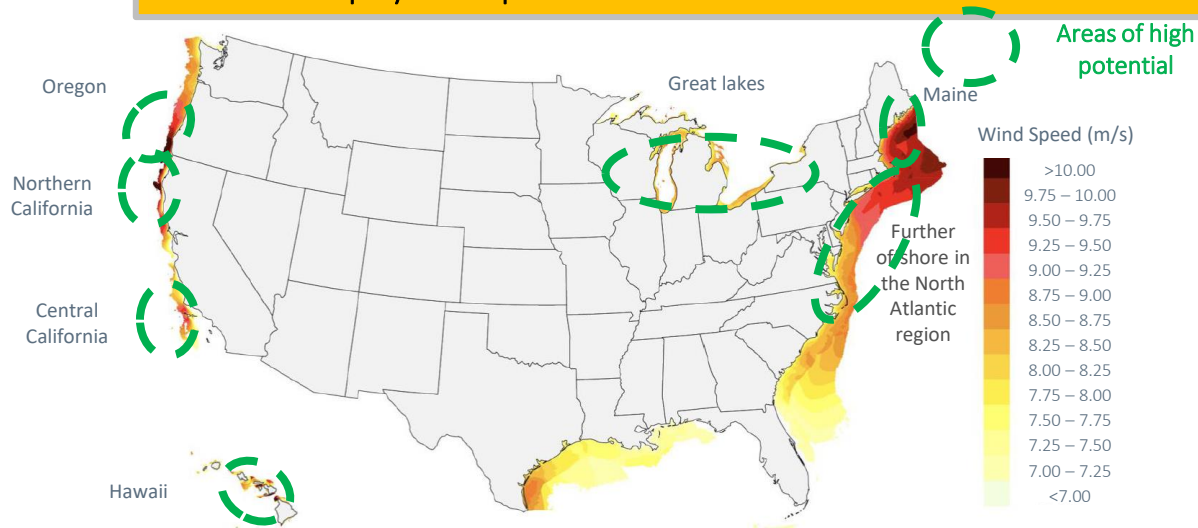 Areas of high
potential
Oregon
Great lakes
Maine
Wind Speed (m/s)
>10.00
9.75 – 10.00
9.50 – 9.75
9.25 – 9.50
9.00 – 9.25
8.75 – 9.00
8.50 – 8.75
8.25 – 8.50
8.00 – 8.25
7.75 – 8.00
7.50 – 7.75
7.25 – 7.50
7.00 – 7.25
<7.00
Northern
California
Further
of shore in
the North
Atlantic
region
Central
California
Hawaii